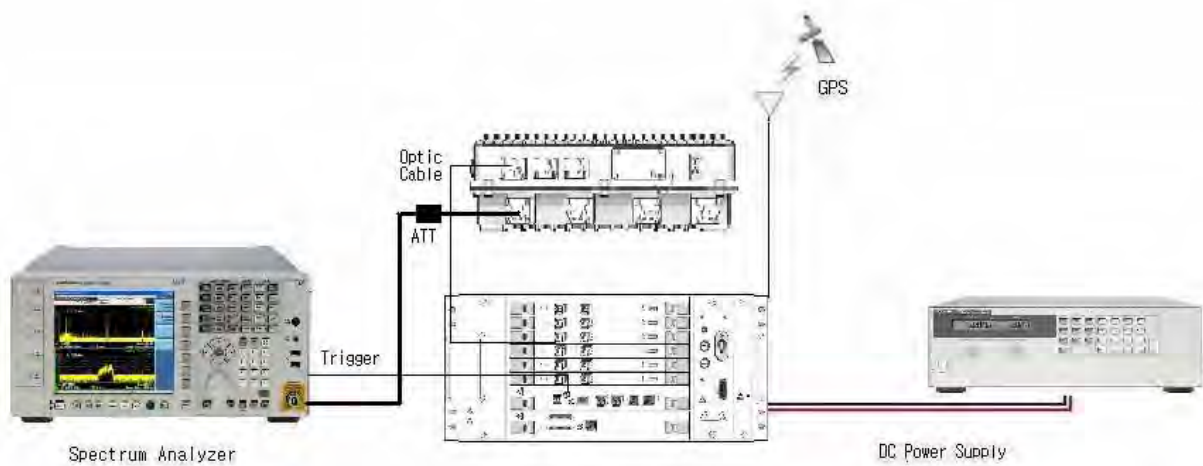 GPS
Optic
Cable
ATT
Trigger
Spectrum Analyzer
DC Power Supply